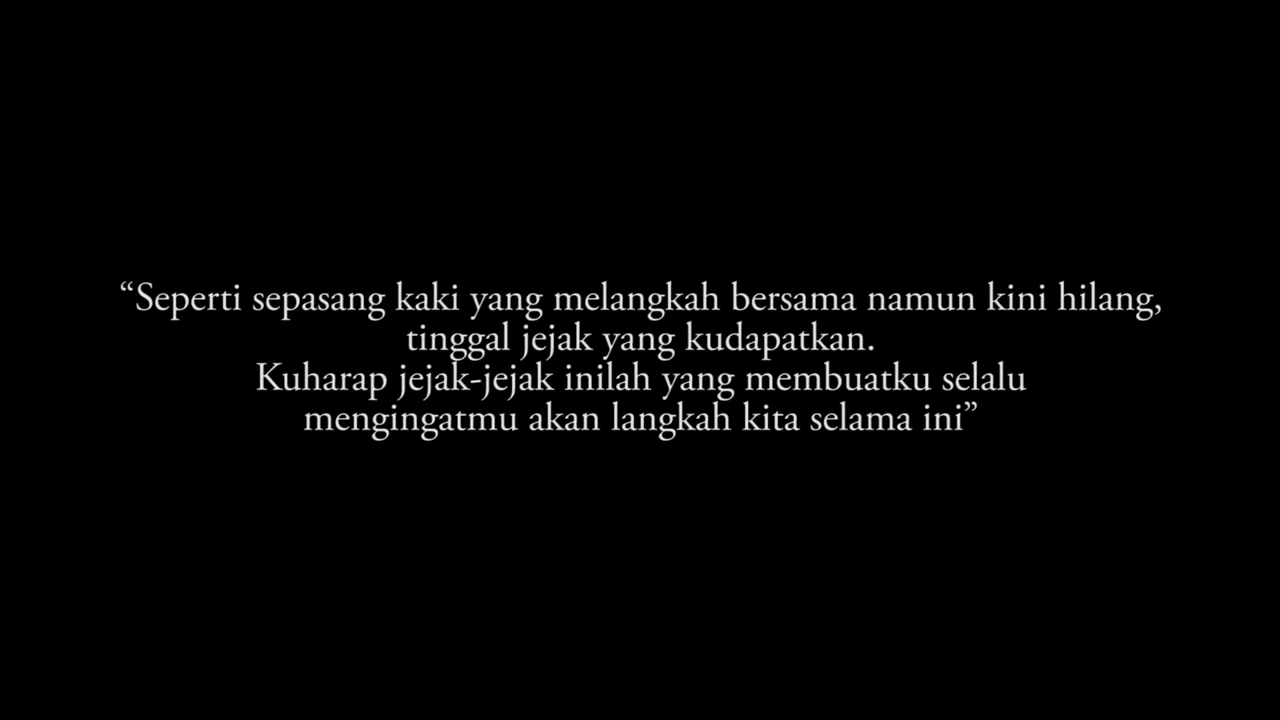 “Seperti sepasang kaki yang melangkah bersama namun kini hilang,
tinggal jejak yang kudapatkan.
Kuharap jejak-jejak inilah yang membuatku selalu
mengingatmu akan langkah kita selama ini”